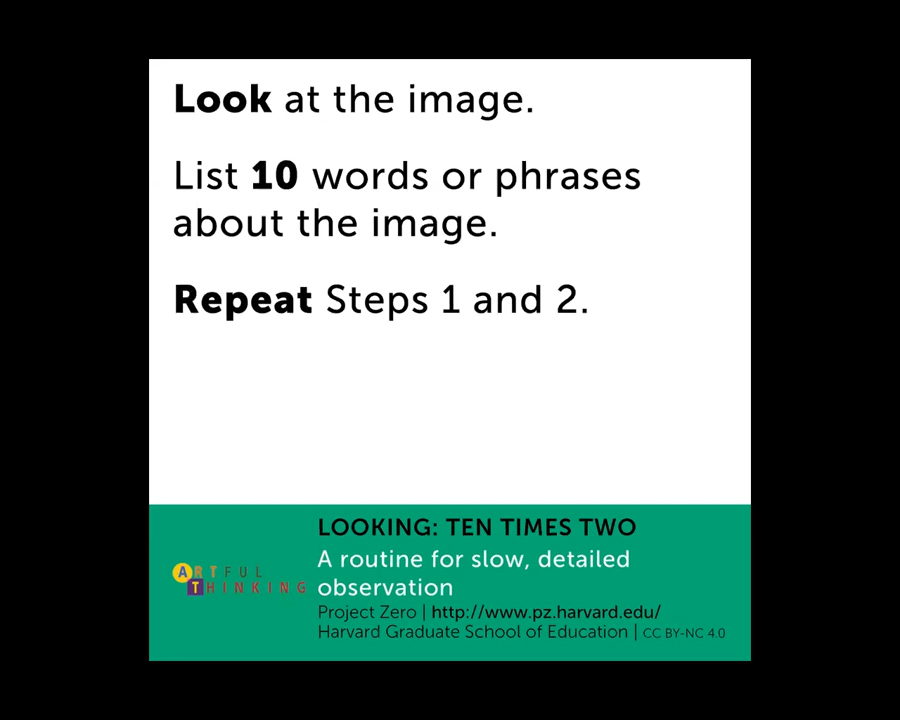 Look at the image.
List 10 words or phrases
about the image.
Repeat Steps 1 and 2.
LOOKING: TEN TIMES TWO
A routine for slow, detailed
observation
ARTFUL
THINKING
Project Zero | http://www.pz.harvard.edu/
Harvard Graduate School of Education | CC BY-NC 4.0